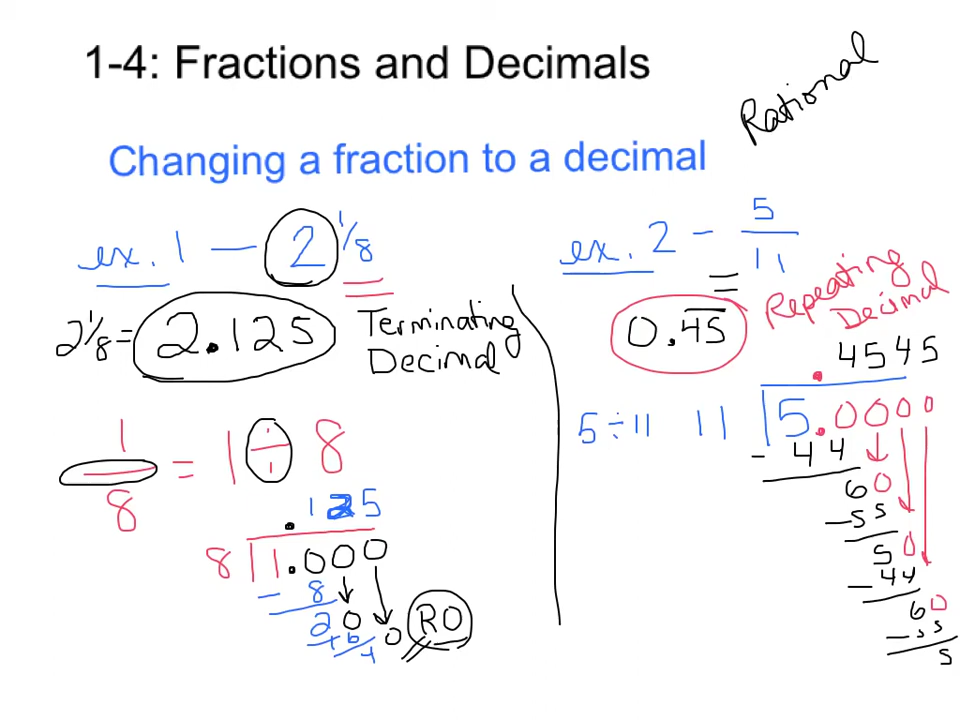 1-4: Fractions and Decimals
Rational
Changing a fraction to a decimal
ex. 1 — 2 1/8
2 1/8 = 2.125
Terminating
Decimal
1/8 = 1 ÷ 8
.125
8 1.000
- 8
20
16
40
R0
ex. 2 - 5/11
=
0.45
Repeating
Decimal
.4545
5÷11 11 5.0000
- 44
60
-55
50
-44
60
-55
5